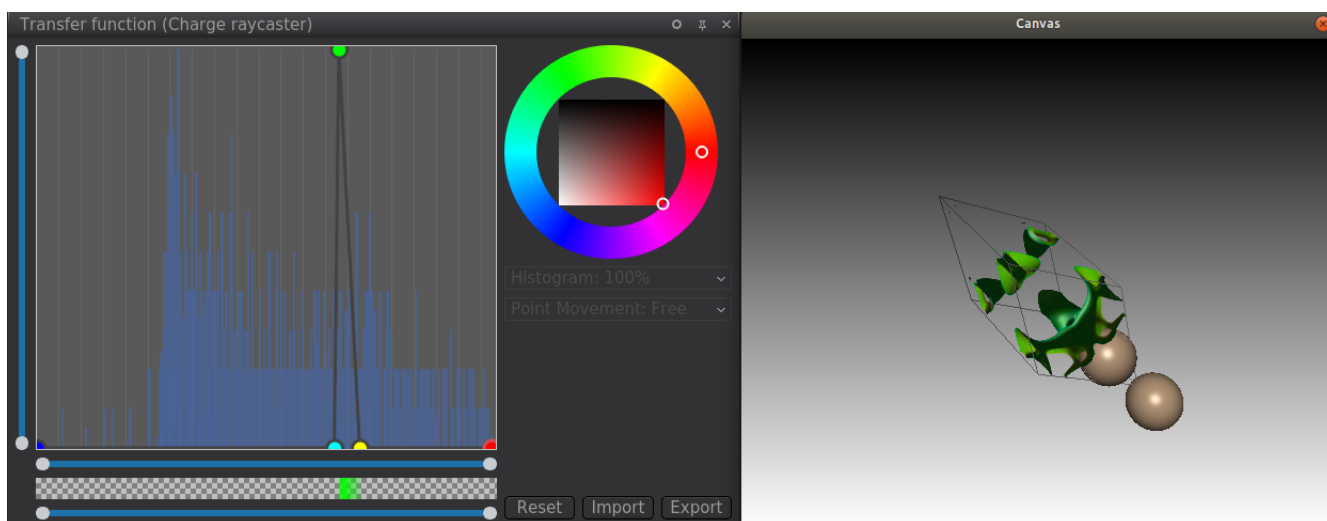 Transfer function (Charge raycaster)
Canvas
Histogram: 100%
Point Movement: Free
Reset
Import
Export